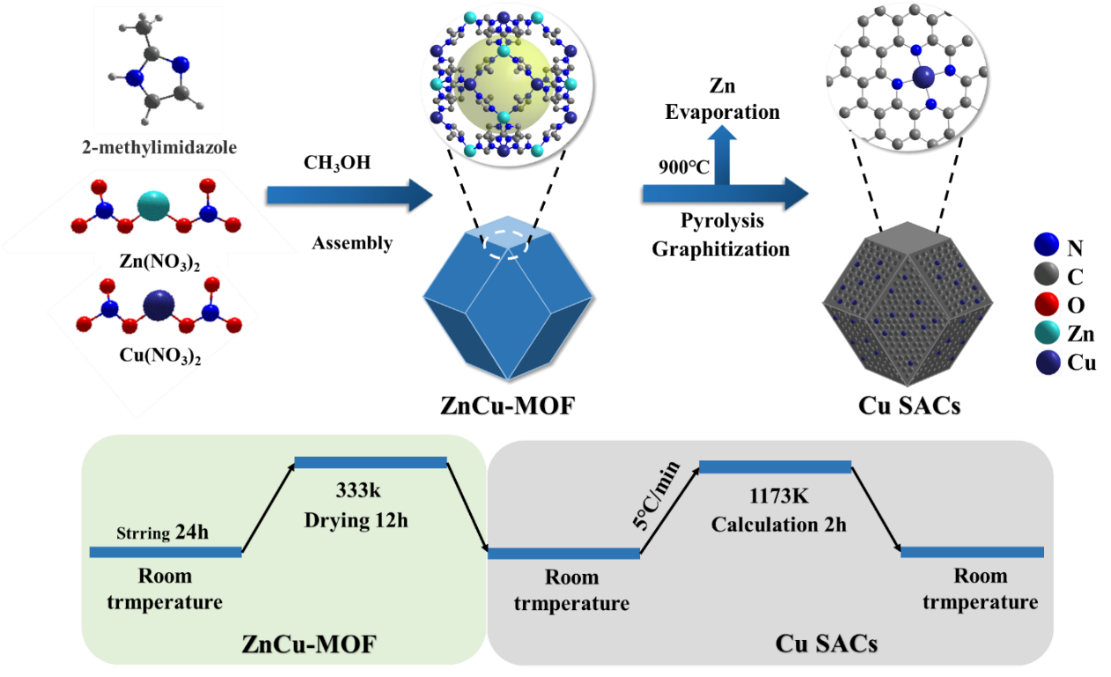 2-methylimidazole
Zn(NO₃)₂
Cu(NO₃)₂
CH₃OH
Assembly
ZnCu-MOF
Zn
Evaporation
900℃
Pyrolysis
Graphitization
Cu SACs
N
C
O
Zn
Cu
Strring 24h
Room
trmperature
333k
Drying 12h
ZnCu-MOF
Room
trmperature
5℃/min
1173K
Calculation 2h
Room
trmperature
Cu SACs